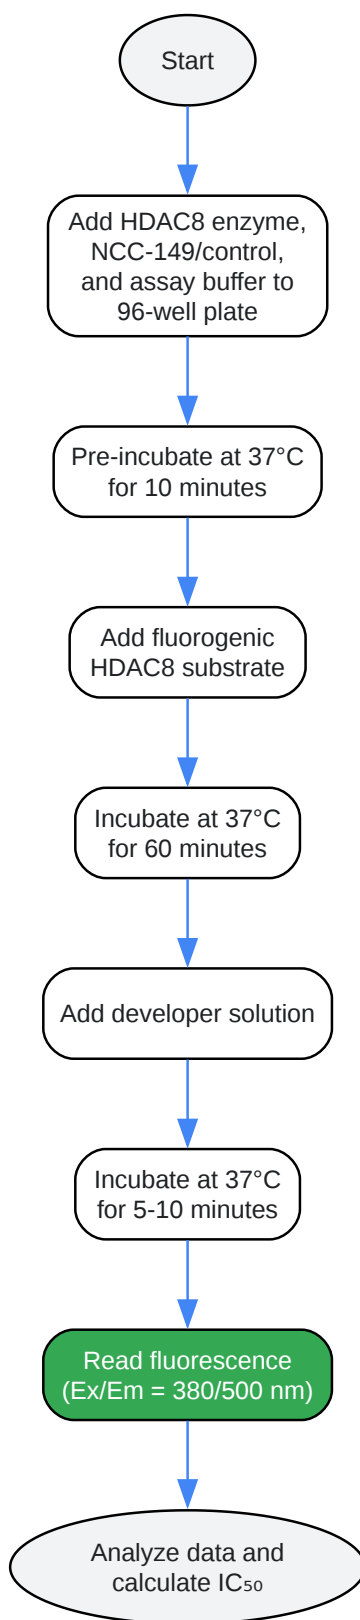 Start
Add HDAC8 enzyme,
NCC-149/control,
and assay buffer to
96-well plate
Pre-incubate at 37°C
for 10 minutes
Add fluorogenic
HDAC8 substrate
Incubate at 37°C
for 60 minutes
Add developer solution
Incubate at 37°C
for 5-10 minutes
Read fluorescence
(Ex/Em = 380/500 nm)
Analyze data and
calculate IC₅₀